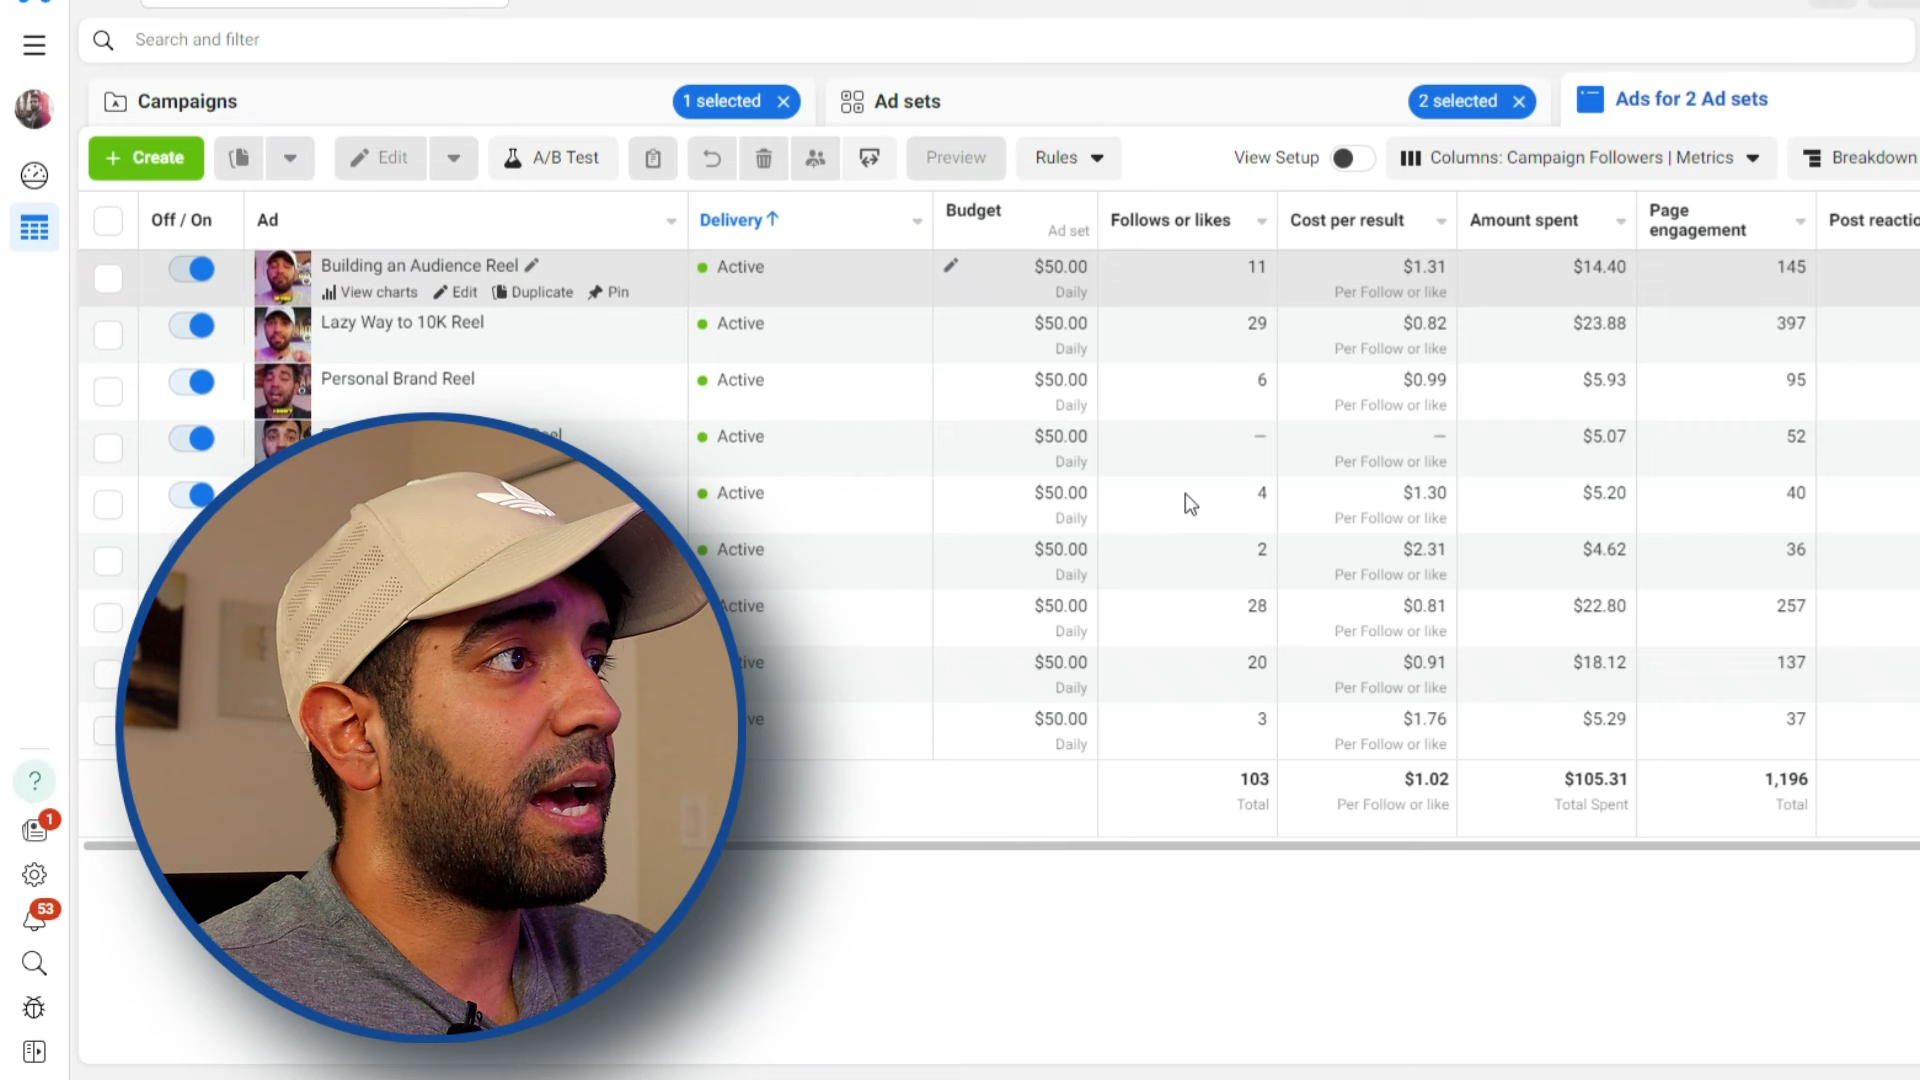 Search and filter
Campaigns
1 selected
Ad sets
2 selected
Ads for 2 Ad sets
+ Create
Edit
A/B Test
Preview
Rules
View Setup
Columns: Campaign Followers | Metrics
Breakdown
Off / On
Ad
Delivery ↑
Budget
Ad set
Follows or likes
Cost per result
Amount spent
Page engagement
Post reactio
Building an Audience Reel
View charts Edit Duplicate Pin
Active
$50.00
Daily
11
$1.31
Per Follow or like
$14.40
145
Lazy Way to 10K Reel
Active
$50.00
Daily
29
$0.82
Per Follow or like
$23.88
397
Personal Brand Reel
Active
$50.00
Daily
6
$0.99
Per Follow or like
$5.93
95
Active
$50.00
Daily
—
—
Per Follow or like
$5.07
52
Active
$50.00
Daily
4
$1.30
Per Follow or like
$5.20
40
Active
$50.00
Daily
2
$2.31
Per Follow or like
$4.62
36
Active
$50.00
Daily
28
$0.81
Per Follow or like
$22.80
257
$50.00
Daily
20
$0.91
Per Follow or like
$18.12
137
$50.00
Daily
3
$1.76
Per Follow or like
$5.29
37
103
Total
$1.02
Per Follow or like
$105.31
Total Spent
1,196
Total
?
1
53